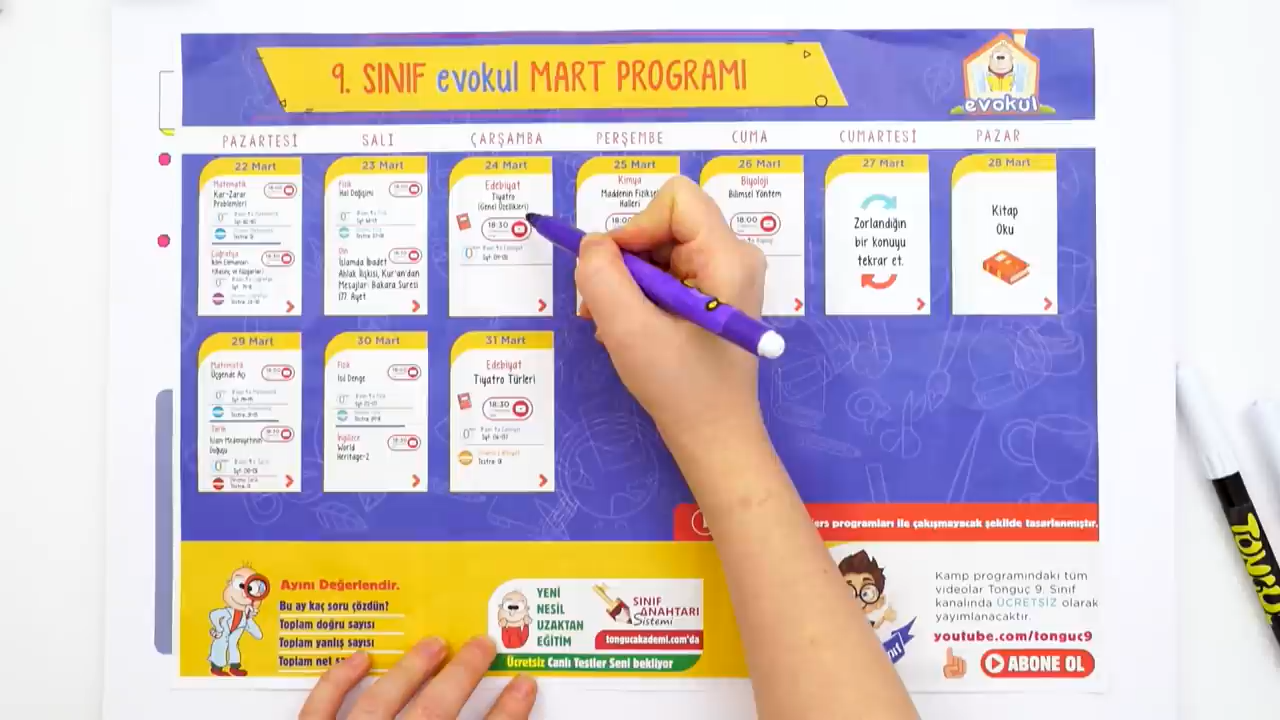 9. SINIF evokul MART PROGRAMI
evokul
PAZARTESİ
SALI
ÇARŞAMBA
PERŞEMBE
CUMA
CUMARTESİ
PAZAR
22 Mart
Matematik
Kar-Zarar
Problemleri
Coğrafya
23 Mart
Fizik
Hal Değişimi
Din
İslamda İbadet
Ahlak İlişkisi, Kur'an'dan
Mesajlar: Bakara Suresi
177. Ayet
24 Mart
Edebiyat
Tiyatro
(Genel Özellikleri)
18:30
25 Mart
Kimya
Maddenin Fiziksel
Halleri
18:00
26 Mart
Biyoloji
Bilimsel Yöntem
18:00
27 Mart
Zorlandığın
bir konuyu
tekrar et.
28 Mart
Kitap
Oku
29 Mart
Matematik
Üçgende Açı
Tarih
İslam Medeniyetinin
Doğuşu
30 Mart
Fizik
Isıl Denge
İngilizce
World
Heritage-2
31 Mart
Edebiyat
Tiyatro Türleri
18:30
ders programları ile çakışmayacak şekilde tasarlanmıştır.
Ayını Değerlendir.
Bu ay kaç soru çözdün?
Toplam doğru sayısı
Toplam yanlış sayısı
Toplam net
YENİ
NESİL
UZAKTAN
EĞİTİM
SINIF
ANAHTARI
Sistemi
tongucakademi.com'da
Ücretsiz Canlı Testler Seni bekliyor
Kamp programındaki tüm
videolar Tonguç 9. Sınıf
kanalında ÜCRETSİZ olarak
yayımlanacaktır.
youtube.com/tonguc9
ABONE OL
TONGUÇ